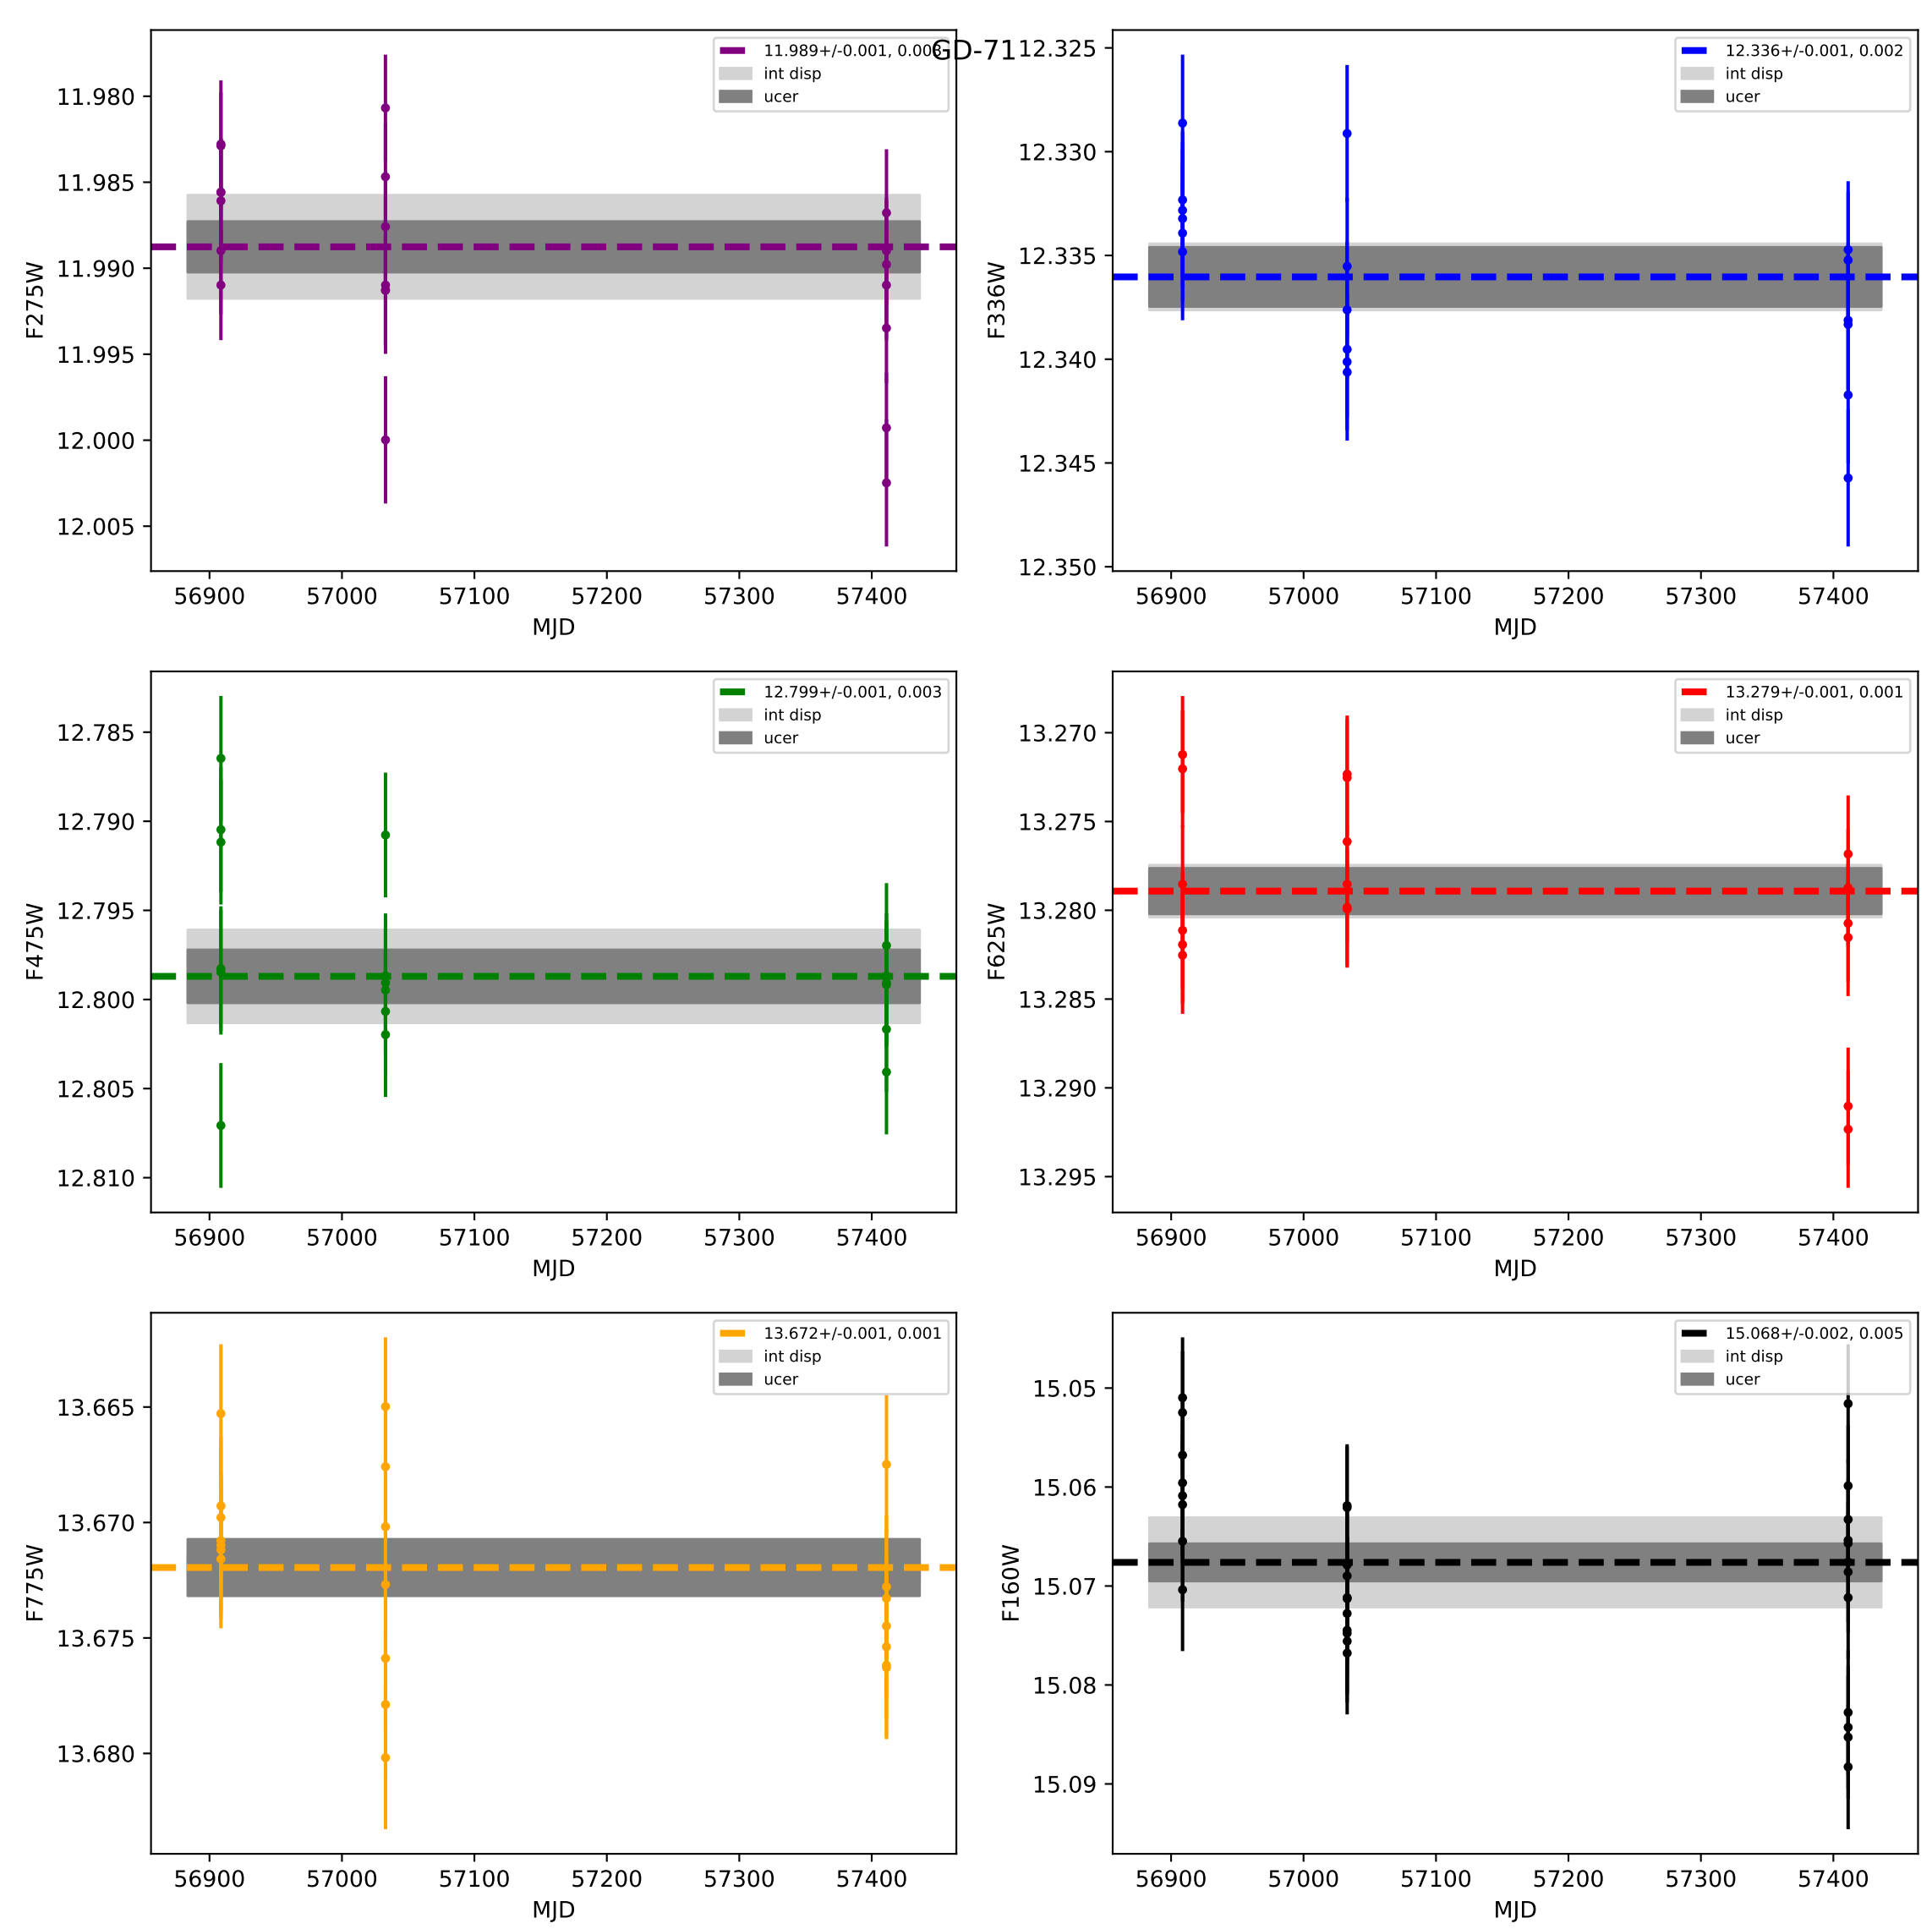 GD-71
11.989+/-0.001, 0.003
int disp
ucer
11.980
11.985
11.990
11.995
12.000
12.005
F275W
56900 57000 57100 57200 57300 57400
MJD
12.336+/-0.001, 0.002
int disp
ucer
12.325
12.330
12.335
12.340
12.345
12.350
F336W
56900 57000 57100 57200 57300 57400
MJD
12.799+/-0.001, 0.003
int disp
ucer
12.785
12.790
12.795
12.800
12.805
12.810
F475W
56900 57000 57100 57200 57300 57400
MJD
13.279+/-0.001, 0.001
int disp
ucer
13.270
13.275
13.280
13.285
13.290
13.295
F625W
56900 57000 57100 57200 57300 57400
MJD
13.672+/-0.001, 0.001
int disp
ucer
13.665
13.670
13.675
13.680
F775W
56900 57000 57100 57200 57300 57400
MJD
15.068+/-0.002, 0.005
int disp
ucer
15.05
15.06
15.07
15.08
15.09
F160W
56900 57000 57100 57200 57300 57400
MJD